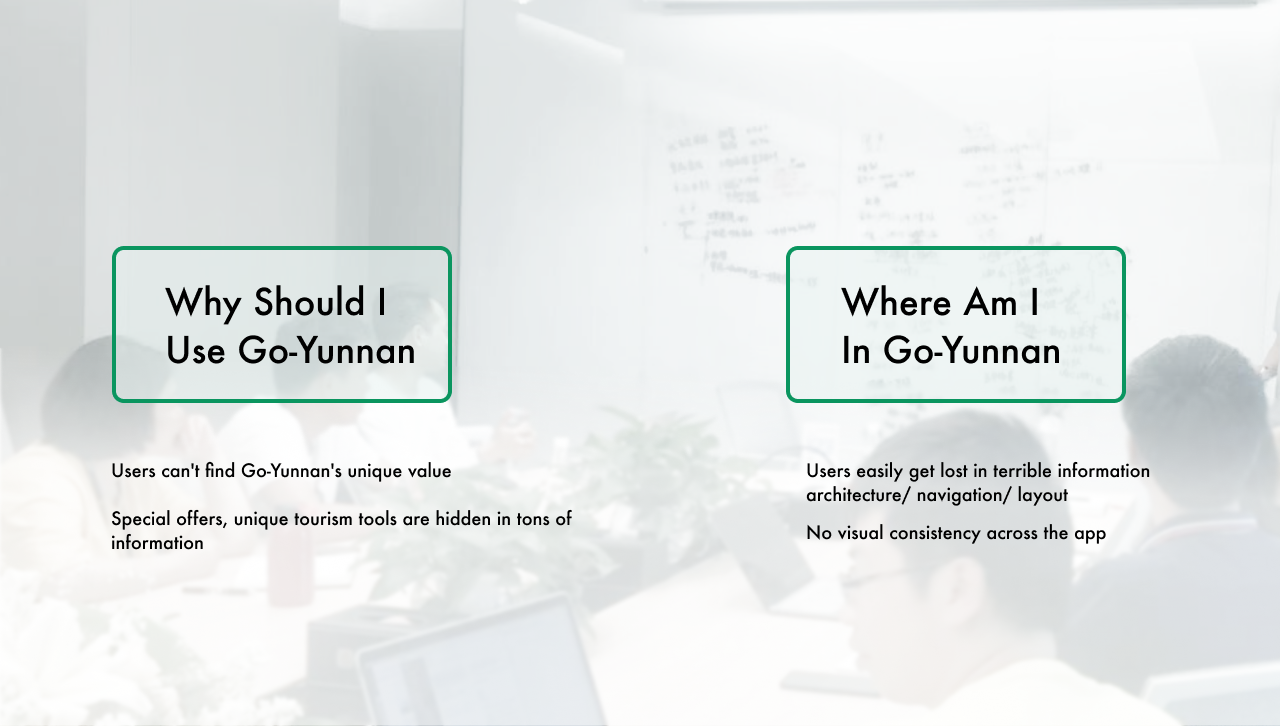 Why Should I
Use Go-Yunnan
Users can't find Go-Yunnan's unique value
Special offers, unique tourism tools are hidden in tons of
information
Where Am I
In Go-Yunnan
Users easily get lost in terrible information
architecture/ navigation/ layout
No visual consistency across the app